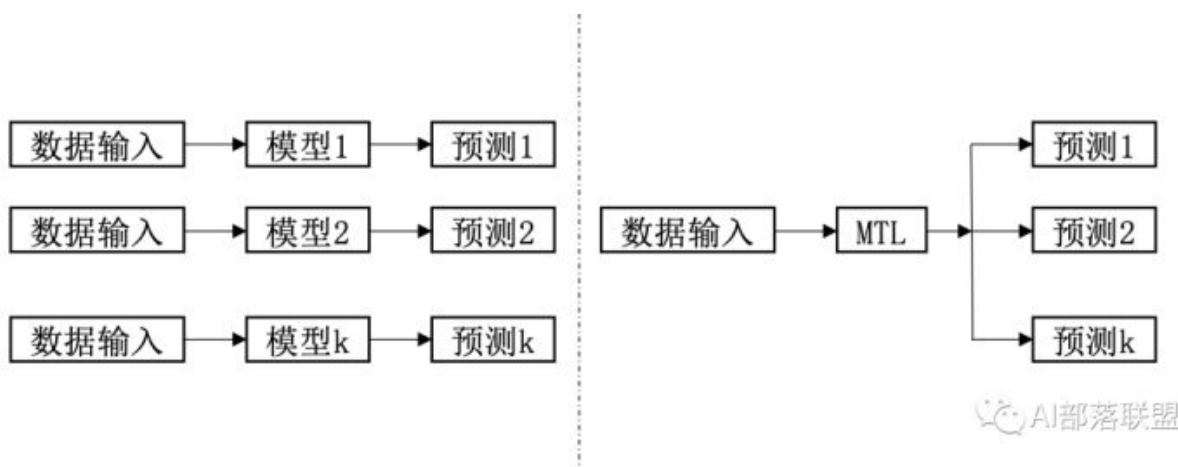 数据输入 模型1 预测1
数据输入 模型2 预测2
数据输入 模型k 预测k
数据输入 MTL 预测1
预测2
预测k
AI部落联盟